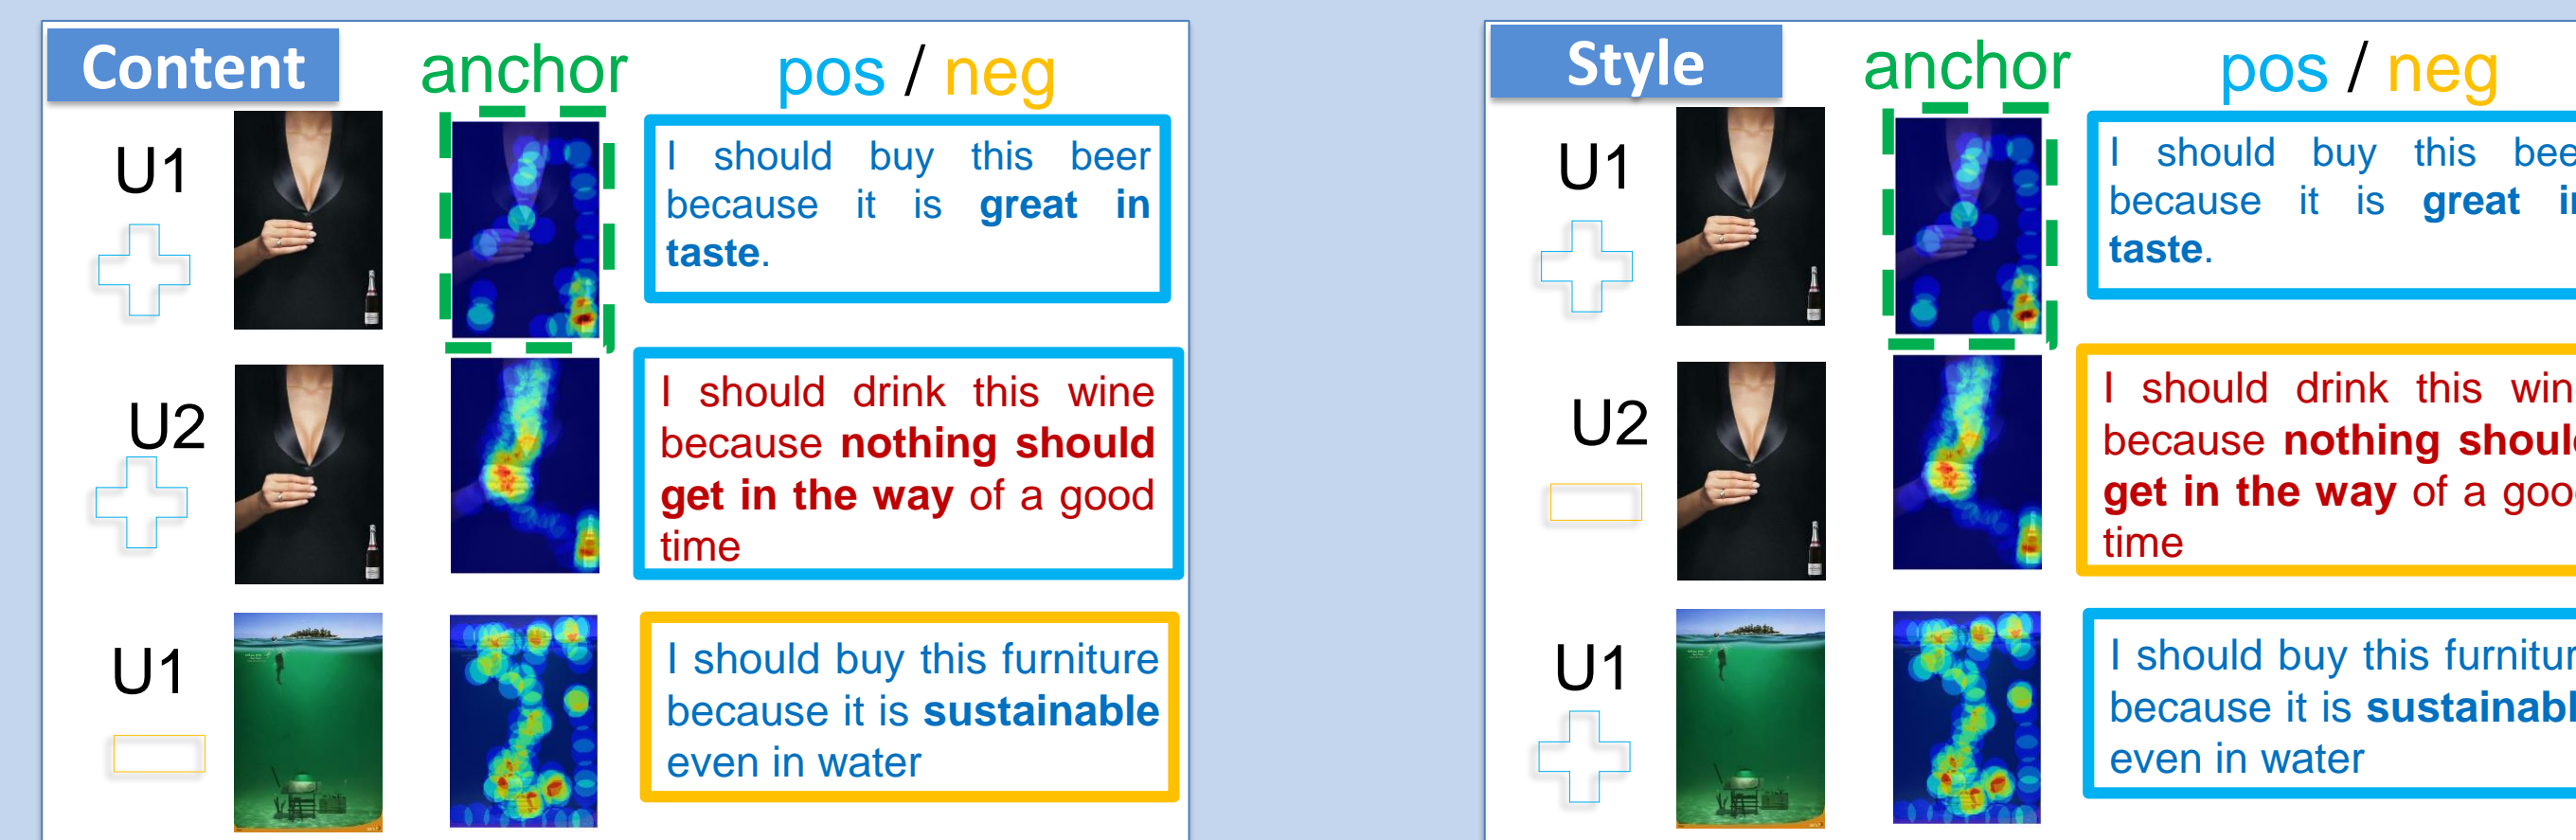 Content anchor pos / neg
U1
I should buy this beer
because it is great in
taste.
U2
I should drink this wine
because nothing should
get in the way of a good
time
U1
I should buy this furniture
because it is sustainable
even in water
Style anchor pos / neg
U1
I should buy this bee
because it is great i
taste.
U2
I should drink this win
because nothing shoul
get in the way of a goo
time
U1
I should buy this furnitur
because it is sustainabl
even in water